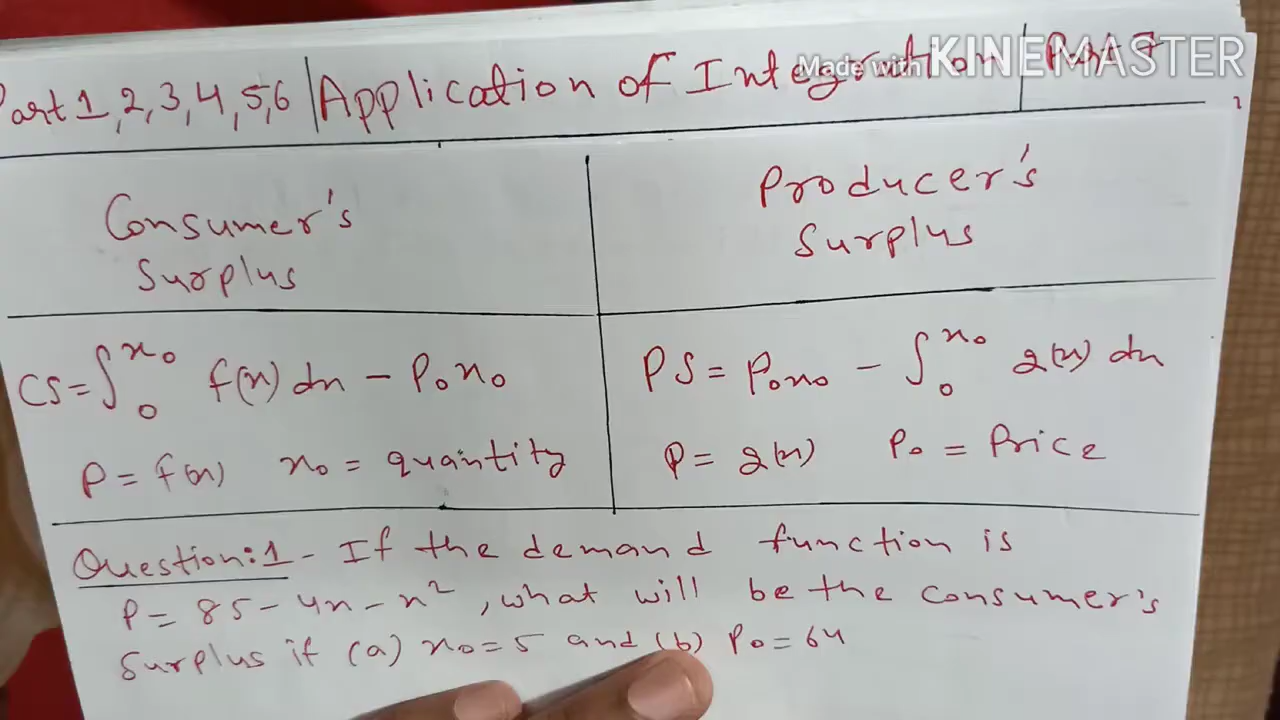 Part 1, 2, 3, 4, 5, 6 | Application of Integration | Part 7
Made with KINEMASTER
Consumer's
Surplus
Producer's
Surplus
CS = ∫₀^x₀ f(x) dx - P₀x₀
P = f(x) x₀ = quantity
PS = P₀x₀ - ∫₀^x₀ g(x) dx
P = g(x) P₀ = Price
Question:1 - If the demand function is
P = 85 - 4x - x², what will be the consumer's
Surplus if (a) x₀ = 5 and (b) P₀ = 64